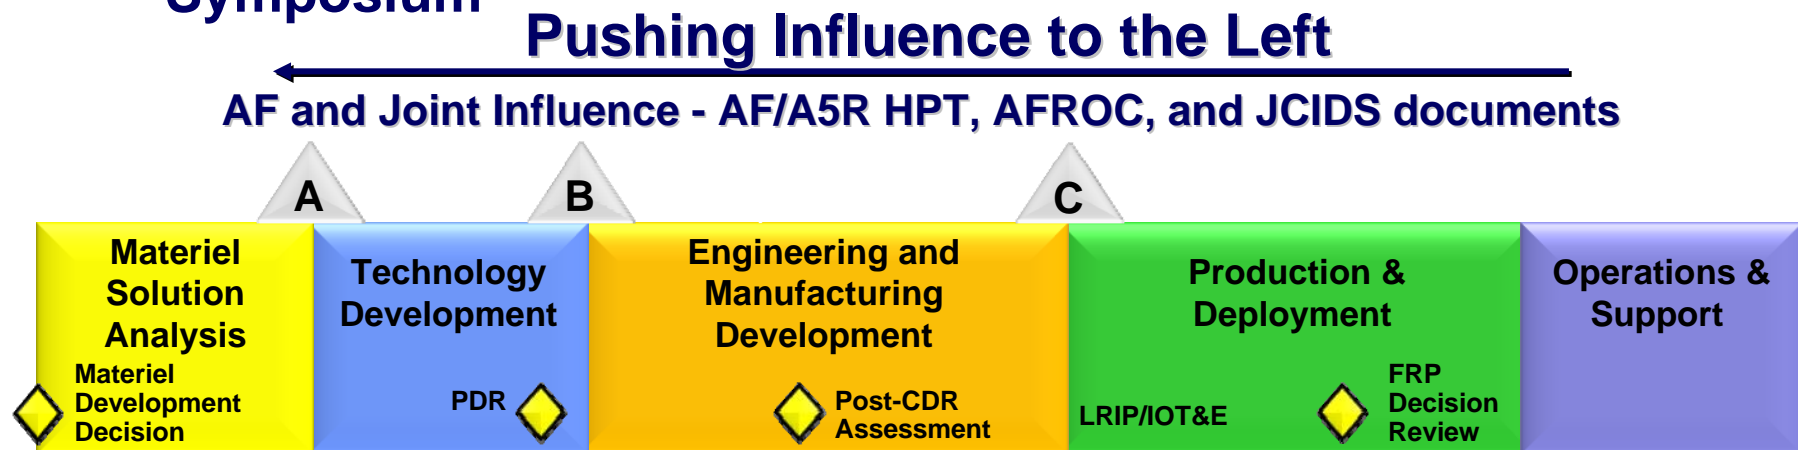 Symposium
Pushing Influence to the Left
AF and Joint Influence - AF/A5R HPT, AFROC, and JCIDS documents
A
B
C
Materiel
Solution
Analysis
Technology
Development
Engineering and
Manufacturing
Development
Production &
Deployment
Operations &
Support
Materiel
Development
Decision
PDR
Post-CDR
Assessment
LRIP/IOT&E
FRP
Decision
Review